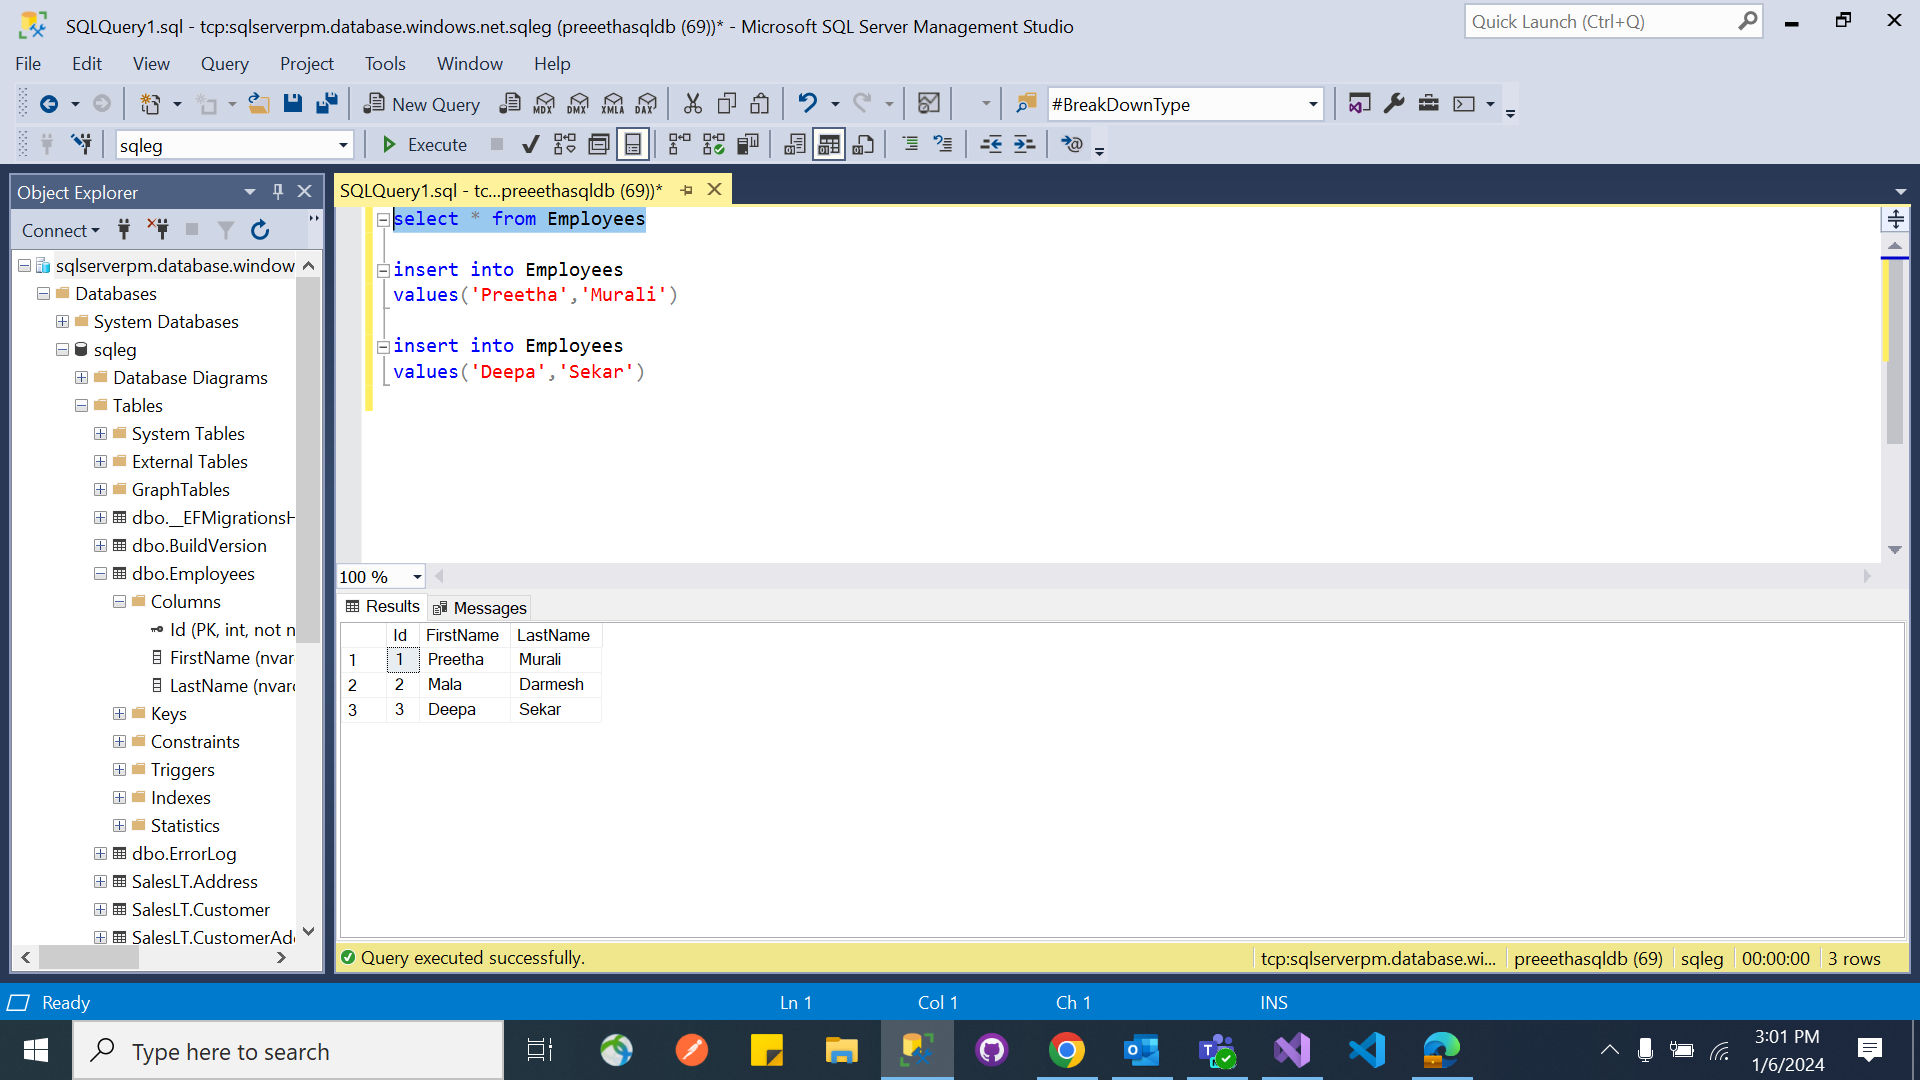 SQLQuery1.sql - tcp:sqlserverpm.database.windows.net.sqleg (preeethasqldb (69))* - Microsoft SQL Server Management Studio
Quick Launch (Ctrl+Q)
File Edit View Query Project Tools Window Help
New Query
MDX DMX XMLA DAX
#BreakDownType
sqleg
Execute
Object Explorer
Connect
sqlserverpm.database.window
Databases
System Databases
sqleg
Database Diagrams
Tables
System Tables
External Tables
GraphTables
dbo.__EFMigrationsH
dbo.BuildVersion
dbo.Employees
Columns
Id (PK, int, not n
FirstName (nvar
LastName (nvarc
Keys
Constraints
Triggers
Indexes
Statistics
dbo.ErrorLog
SalesLT.Address
SalesLT.Customer
SalesLT.CustomerAdd
SQLQuery1.sql - tc...preeethasqldb (69))*
select * from Employees
insert into Employees
values('Preetha','Murali')
insert into Employees
values('Deepa','Sekar')
100 %
Results Messages
Id FirstName LastName
1 1 Preetha Murali
2 2 Mala Darmesh
3 3 Deepa Sekar
Query executed successfully.
tcp:sqlserverpm.database.wi... preeethasqldb (69) sqleg 00:00:00 3 rows
Ready Ln 1 Col 1 Ch 1 INS
Type here to search
3:01 PM
1/6/2024